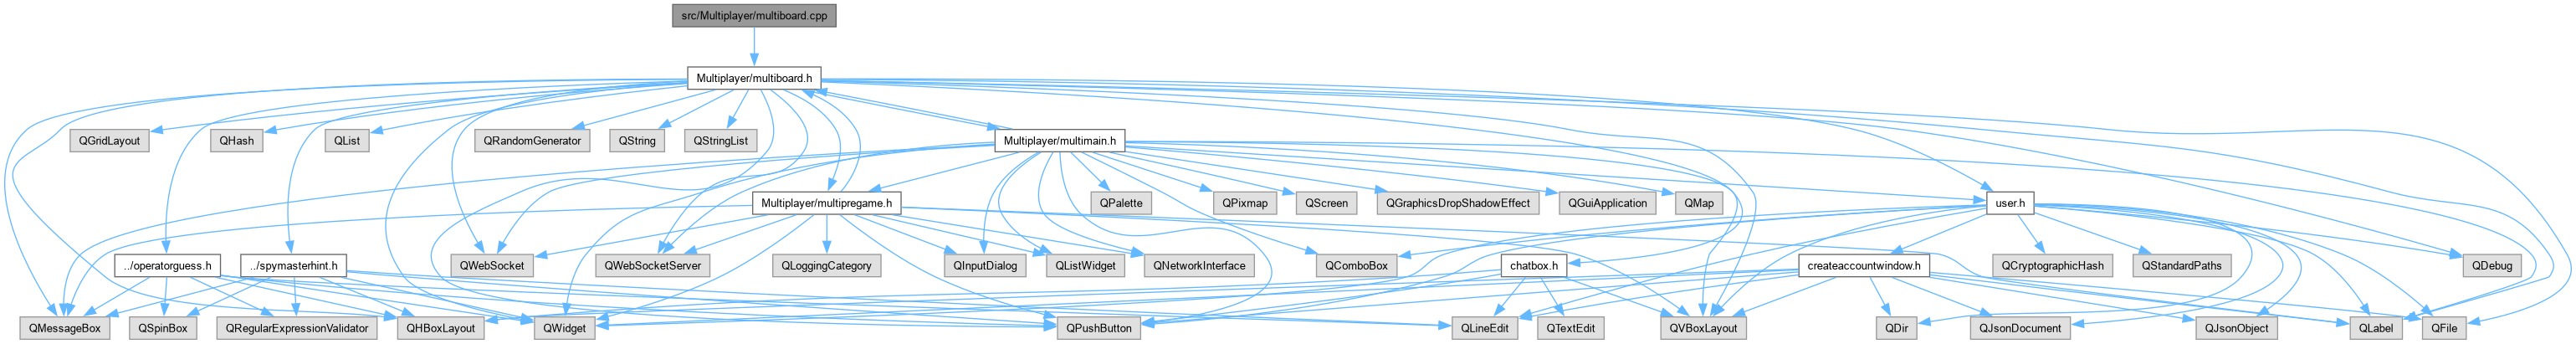 src/Multiplayer/multiboard.cpp
Multiplayer/multiboard.h
QGridLayout
QHash
QList
QRandomGenerator
QString
QStringList
Multiplayer/multimain.h
Multiplayer/multipregame.h
QPalette
QPixmap
QScreen
QGraphicsDropShadowEffect
QGuiApplication
QMap
user.h
../operatorguess.h
../spymasterhint.h
QWebSocket
QWebSocketServer
QLoggingCategory
QInputDialog
QListWidget
QNetworkInterface
QComboBox
chatbox.h
createaccountwindow.h
QCryptographicHash
QStandardPaths
QDebug
QMessageBox
QSpinBox
QRegularExpressionValidator
QHBoxLayout
QWidget
QPushButton
QLineEdit
QTextEdit
QVBoxLayout
QDir
QJsonDocument
QJsonObject
QLabel
QFile